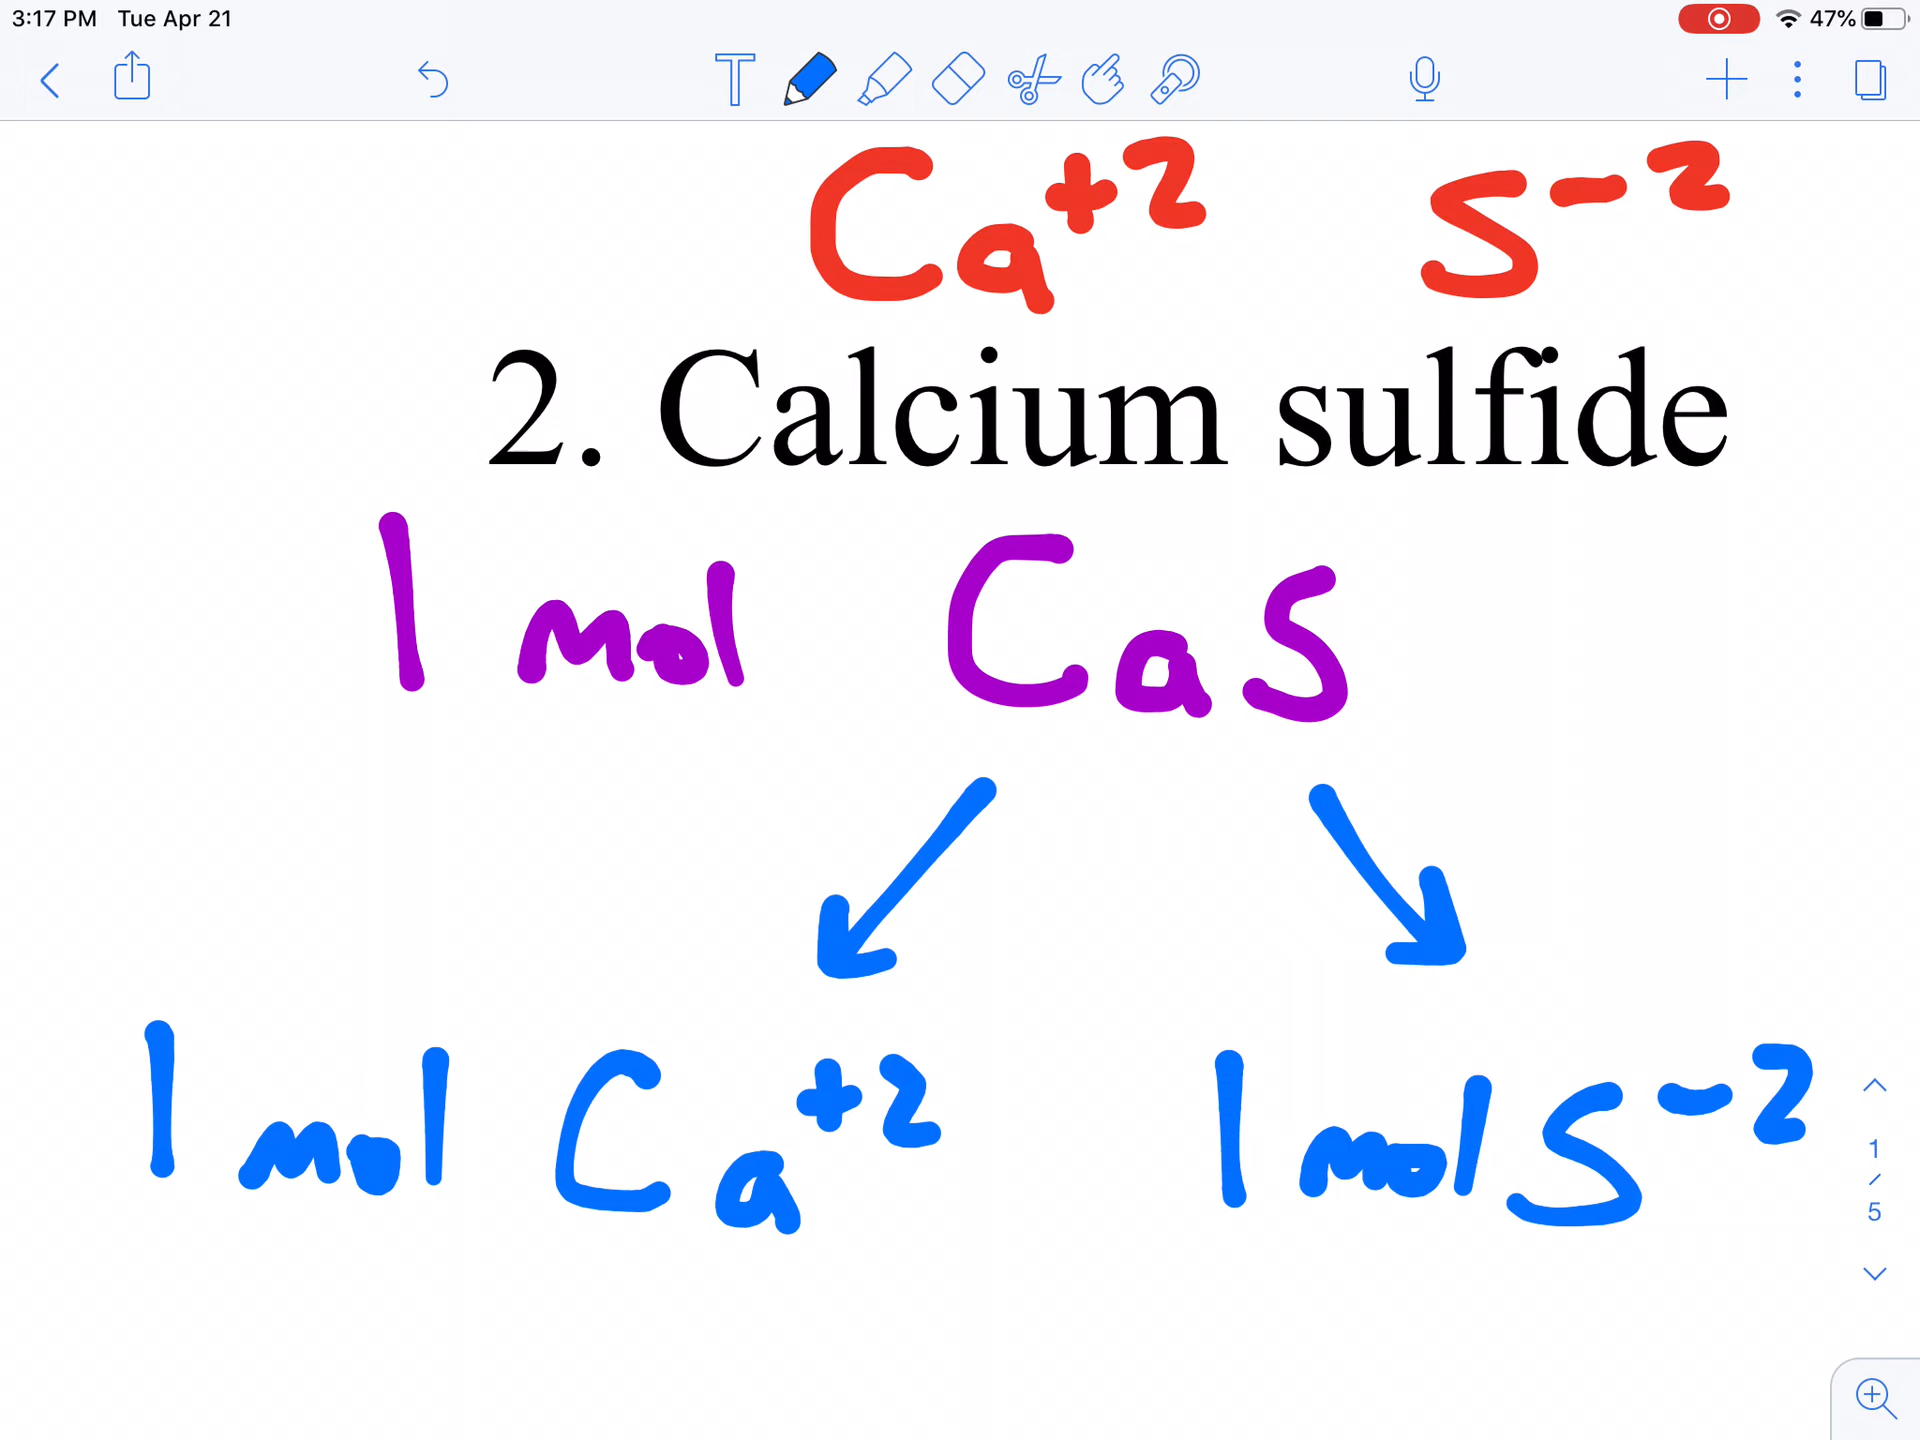 3:17 PM Tue Apr 21 47%
T
Ca⁺² S⁻²
2. Calcium sulfide
1 mol CaS
1 mol Ca⁺² 1 mol S⁻²
1
/
5